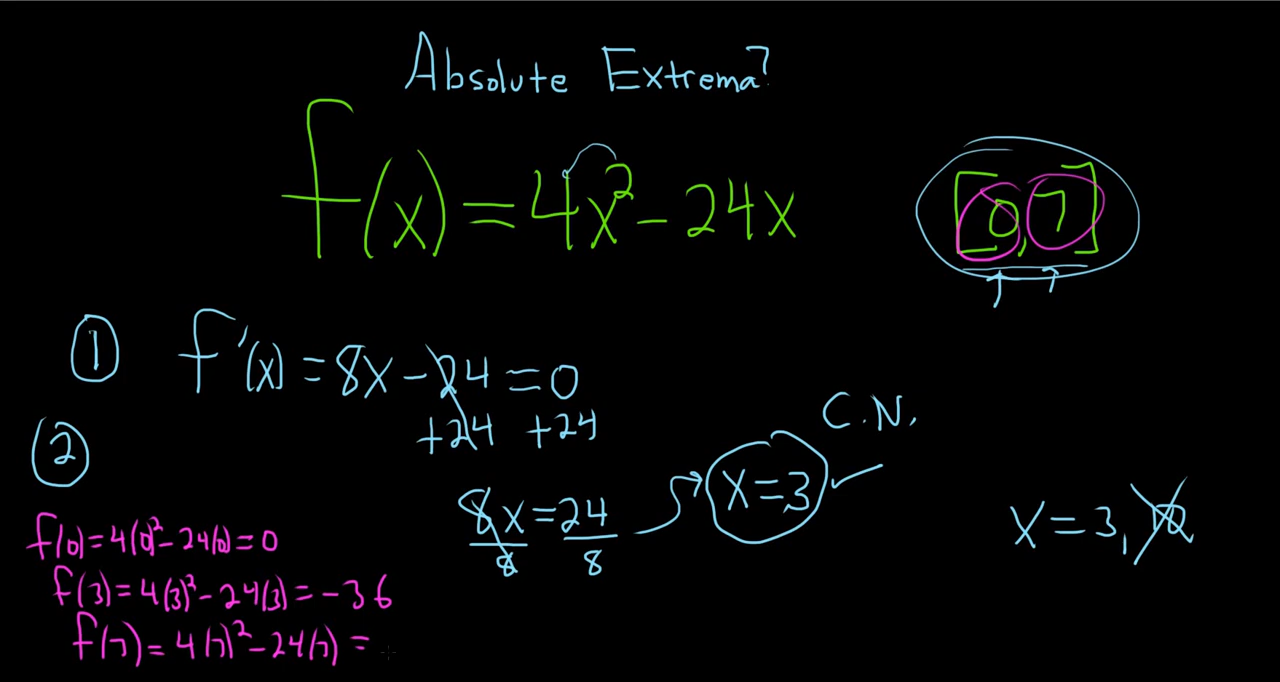 Absolute Extrema?
f(x) = 4x² - 24x [0, 7]
① f'(x) = 8x - 24 = 0
+24 +24
C.N.
②
8x = 24 x = 3 ✓
8 8
x = 3,
f(0) = 4(0)² - 24(0) = 0
f(3) = 4(3)² - 24(3) = -36
f(7) = 4(7)² - 24(7) =